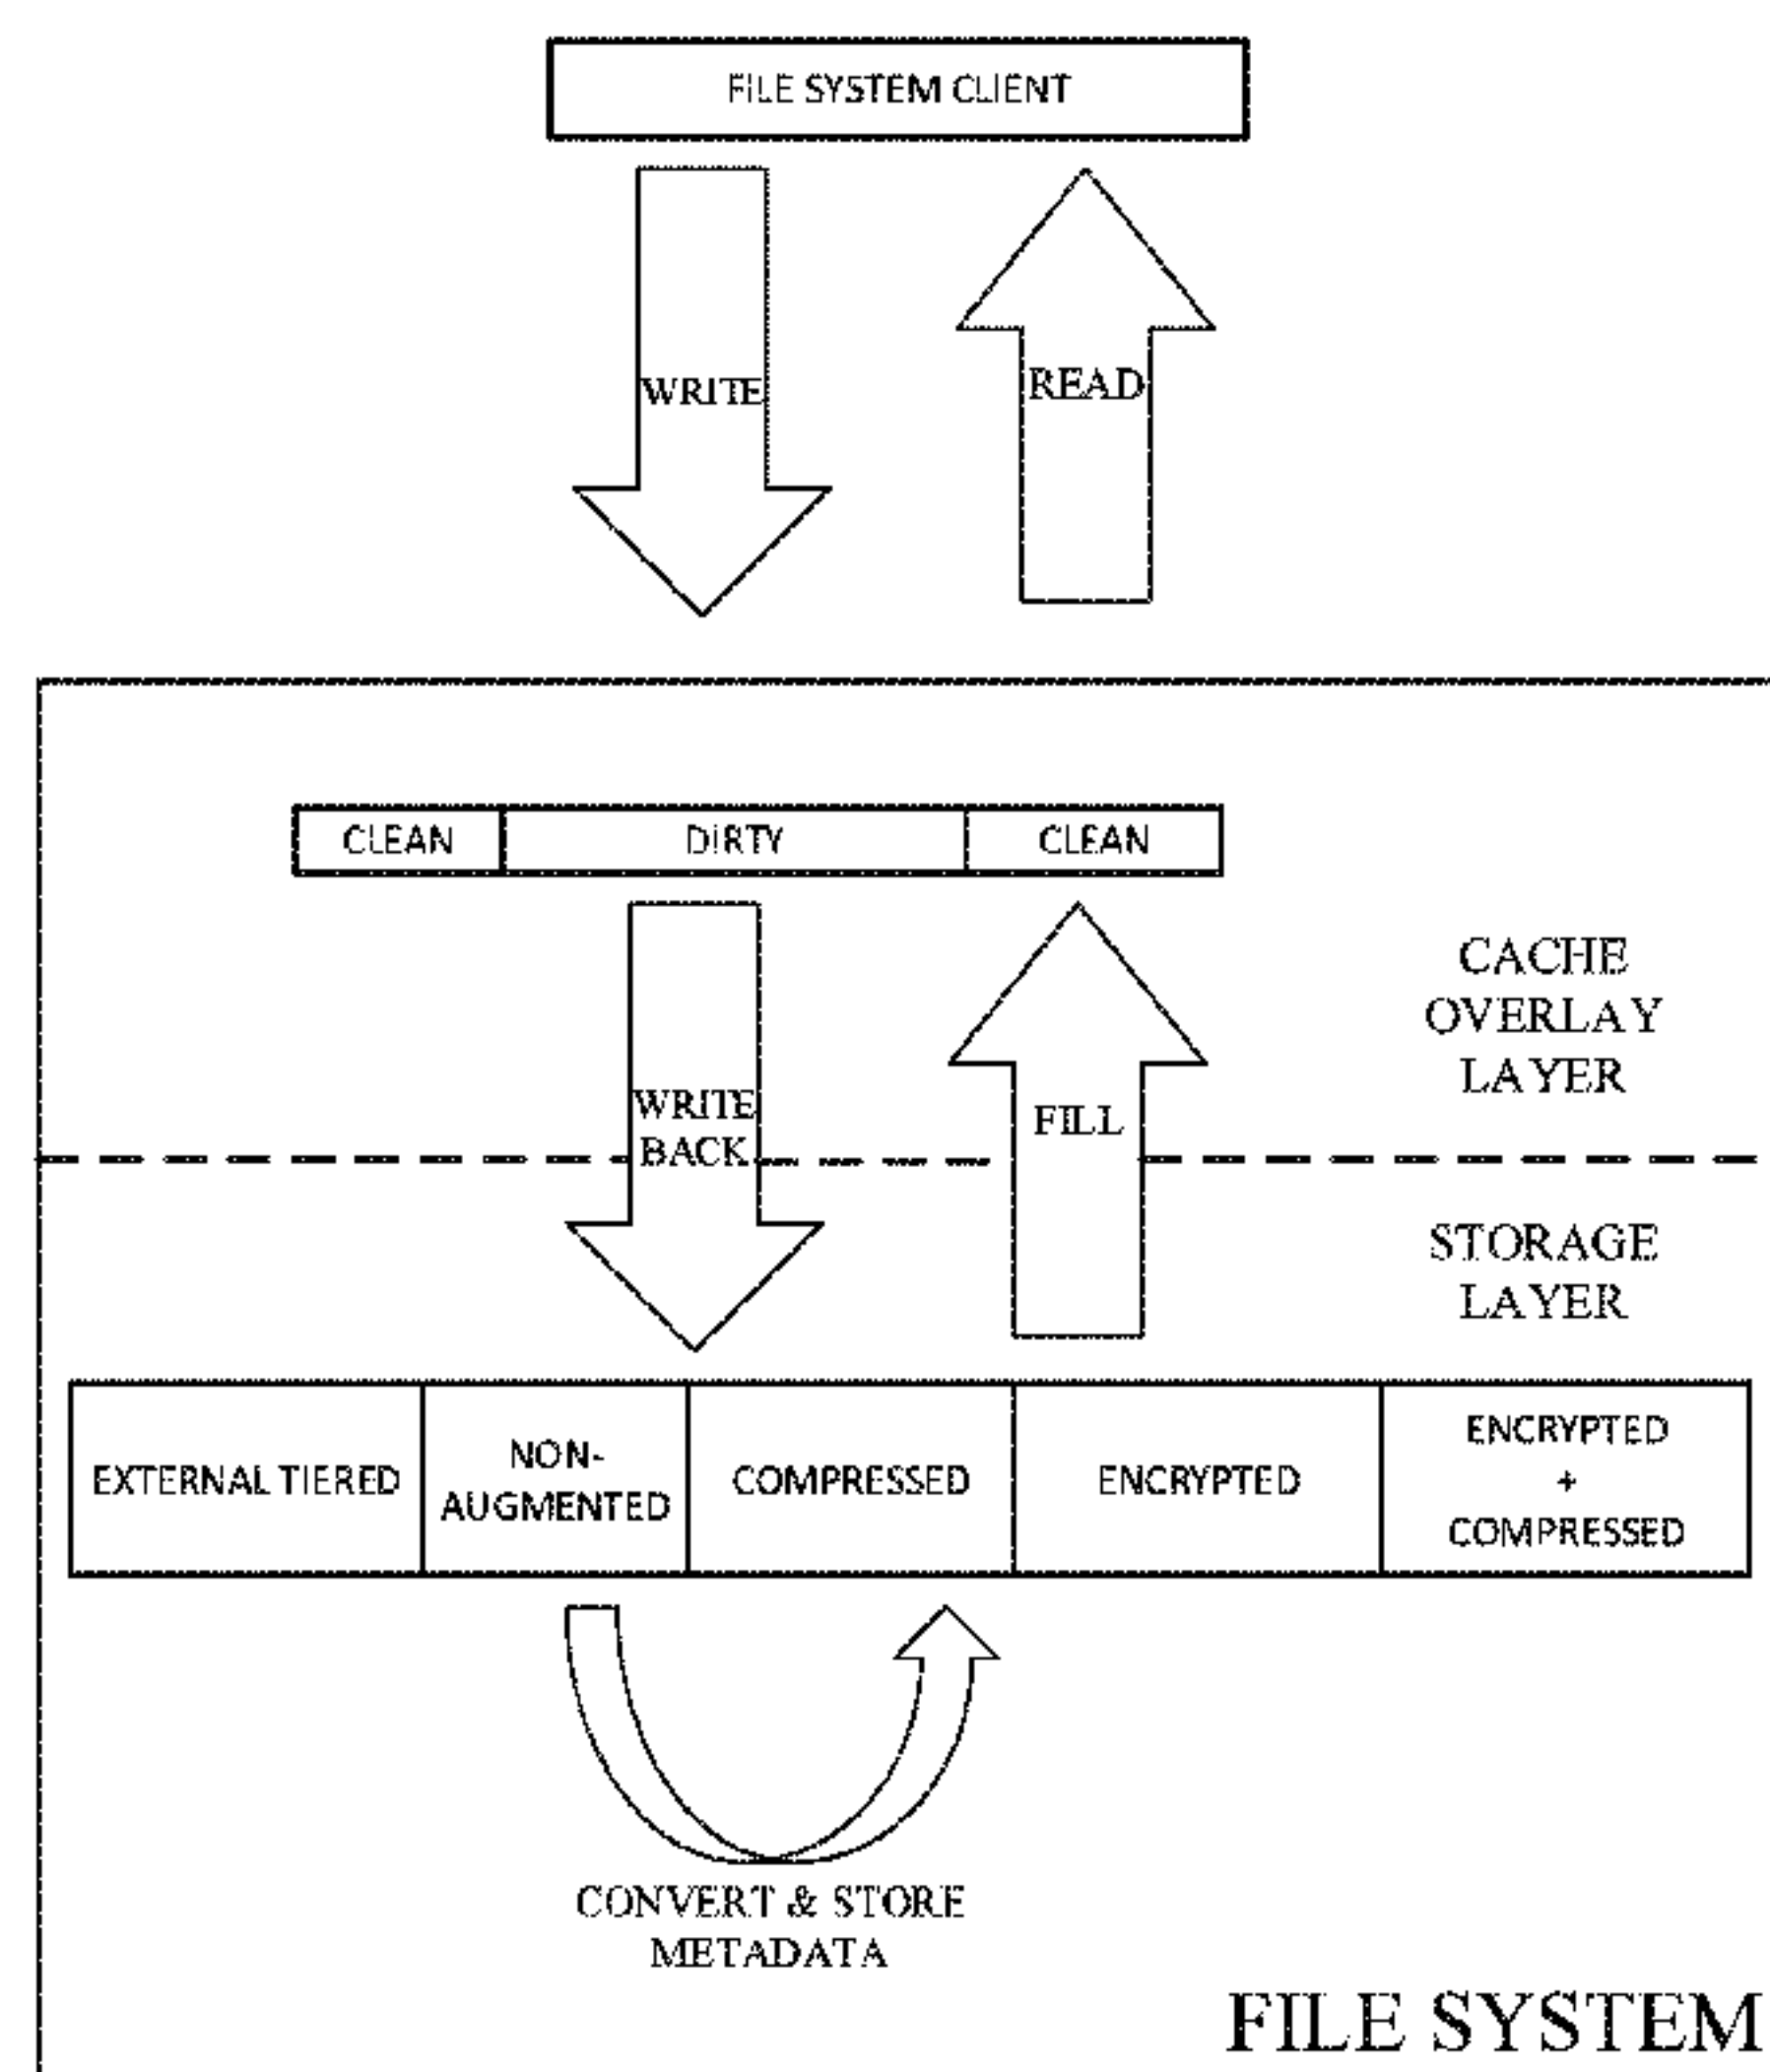 FILE SYSTEM CLIENT
WRITE
READ
CLEAN
DIRTY
CLEAN
CACHE
OVERLAY
LAYER
WRITE
BACK
FILL
STORAGE
LAYER
EXTERNAL TIERED
NON-
AUGMENTED
COMPRESSED
ENCRYPTED
ENCRYPTED
+
COMPRESSED
CONVERT & STORE
METADATA
FILE SYSTEM